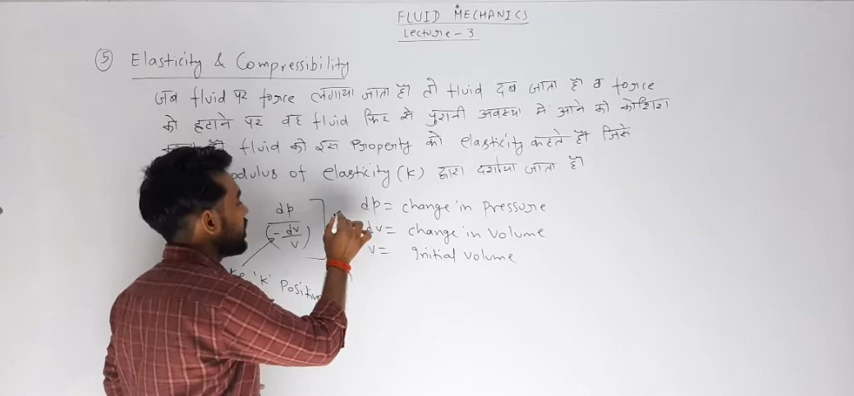 FLUID MECHANICS
Lecture - 3
⑤ Elasticity & Compressibility
जब fluid पर force लगाया जाता है। तो fluid दब जाता है। व force
को हटाने पर वह fluid फिर से पुरानी अवस्था में आने की कोशिश
है। fluid की इस Property को elasticity कहते हैं। जिसे
odulus of elasticity (K) द्वारा दर्शाया जाता है।
dp dp = change in Pressure
(- dv/v) dv = change in volume
v = Initial volume
'K' Positive